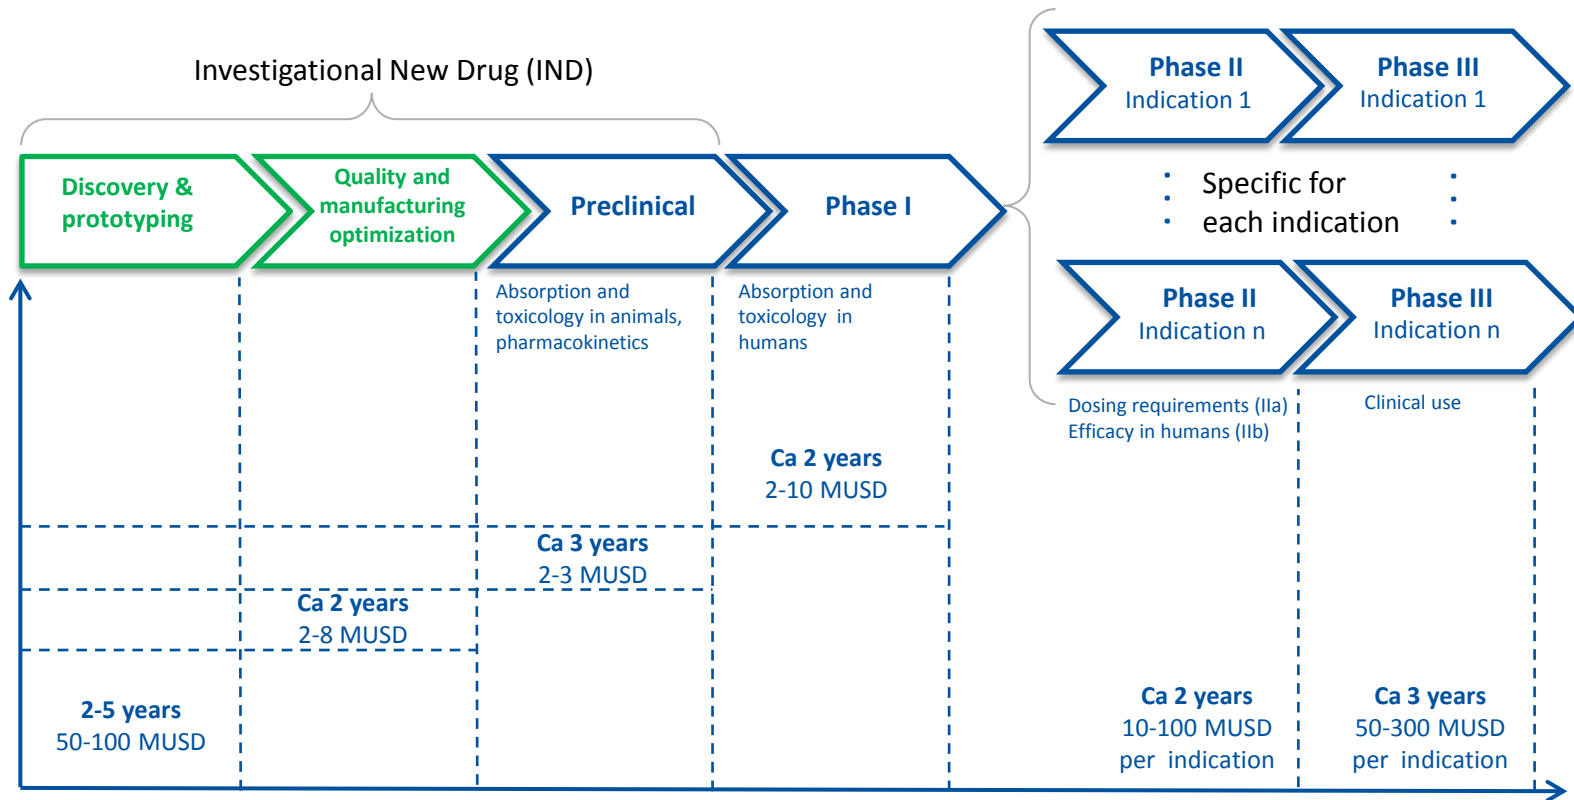 Investigational New Drug (IND)
Discovery &
prototyping
Quality and
manufacturing
optimization
Preclinical
Phase I
Phase II
Indication 1
Phase III
Indication 1
Specific for
each indication
Phase II
Indication n
Phase III
Indication n
Absorption and
toxicology in animals,
pharmacokinetics
Absorption and
toxicology in
humans
Dosing requirements (IIa)
Efficacy in humans (IIb)
Clinical use
Ca 2 years
2-10 MUSD
Ca 3 years
2-3 MUSD
Ca 2 years
2-8 MUSD
2-5 years
50-100 MUSD
Ca 2 years
10-100 MUSD
per indication
Ca 3 years
50-300 MUSD
per indication